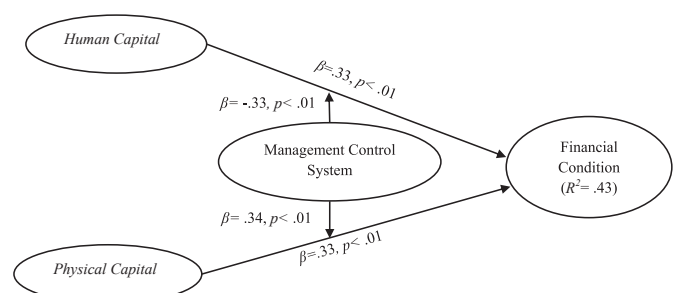 Human Capital
β=.33, p< .01
β= -.33, p< .01
Management Control
System
Financial
Condition
(R²= .43)
β= .34, p< .01
β=.33, p< .01
Physical Capital